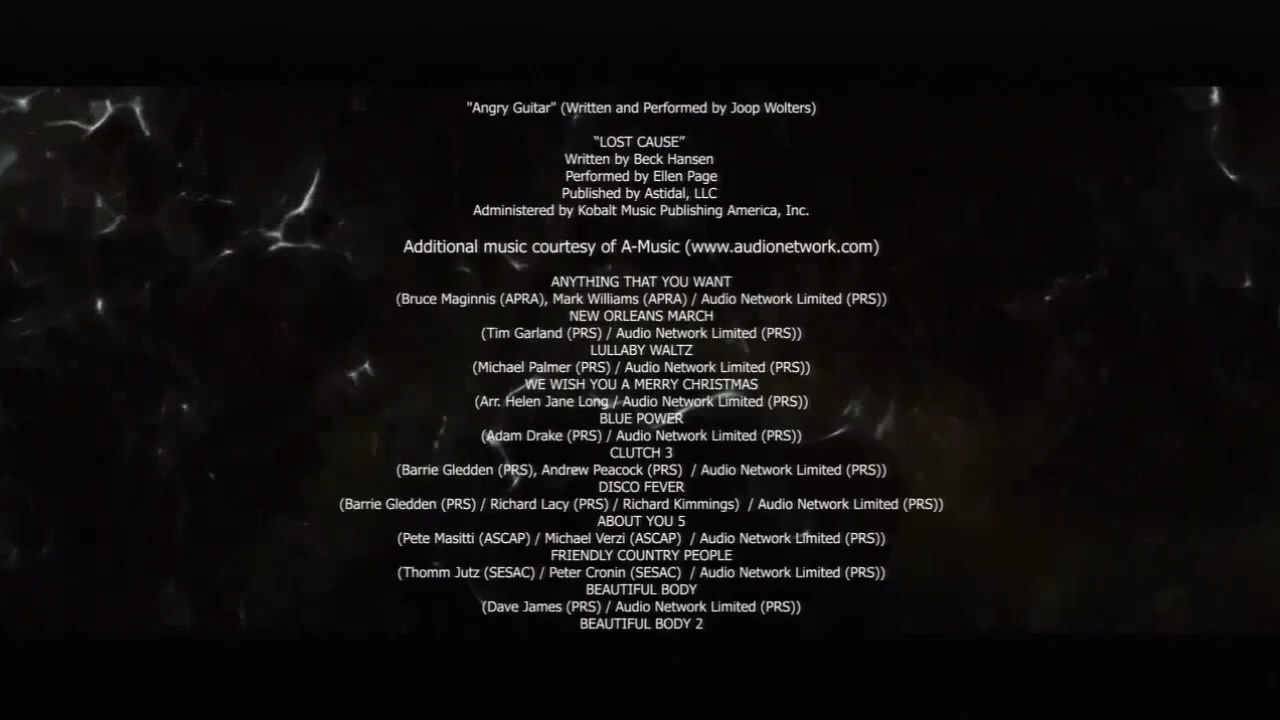 "Angry Guitar" (Written and Performed by Joop Wolters)
“LOST CAUSE”
Written by Beck Hansen
Performed by Ellen Page
Published by Astidal, LLC
Administered by Kobalt Music Publishing America, Inc.
Additional music courtesy of A-Music (www.audionetwork.com)
ANYTHING THAT YOU WANT
(Bruce Maginnis (APRA), Mark Williams (APRA) / Audio Network Limited (PRS))
NEW ORLEANS MARCH
(Tim Garland (PRS) / Audio Network Limited (PRS))
LULLABY WALTZ
(Michael Palmer (PRS) / Audio Network Limited (PRS))
WE WISH YOU A MERRY CHRISTMAS
(Arr. Helen Jane Long / Audio Network Limited (PRS))
BLUE POWER
(Adam Drake (PRS) / Audio Network Limited (PRS))
CLUTCH 3
(Barrie Gledden (PRS), Andrew Peacock (PRS)  / Audio Network Limited (PRS))
DISCO FEVER
(Barrie Gledden (PRS) / Richard Lacy (PRS) / Richard Kimmings)  / Audio Network Limited (PRS))
ABOUT YOU 5
(Pete Masitti (ASCAP) / Michael Verzi (ASCAP)  / Audio Network Limited (PRS))
FRIENDLY COUNTRY PEOPLE
(Thomm Jutz (SESAC) / Peter Cronin (SESAC)  / Audio Network Limited (PRS))
BEAUTIFUL BODY
(Dave James (PRS) / Audio Network Limited (PRS))
BEAUTIFUL BODY 2